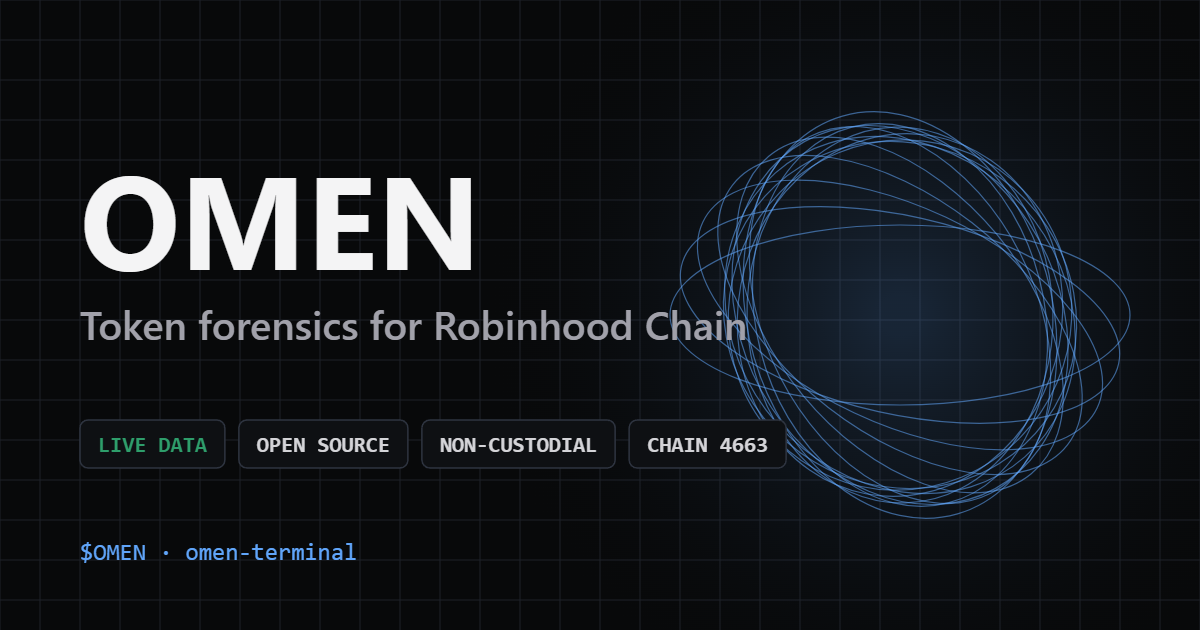 OMEN
Token forensics for Robinhood Chain
LIVE DATA OPEN SOURCE NON-CUSTODIAL CHAIN 4663
$OMEN · omen-terminal